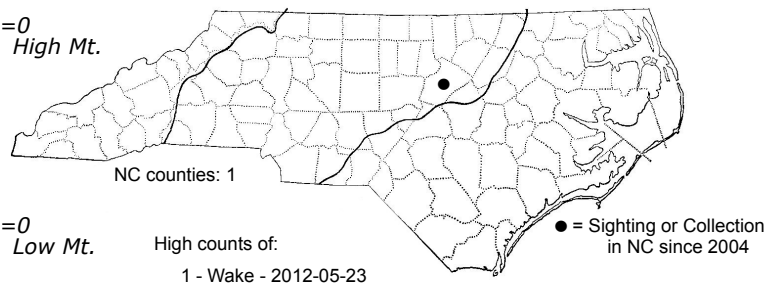 =0
High Mt.
NC counties: 1
=0
Low Mt.
High counts of:
1 - Wake - 2012-05-23
● = Sighting or Collection
in NC since 2004